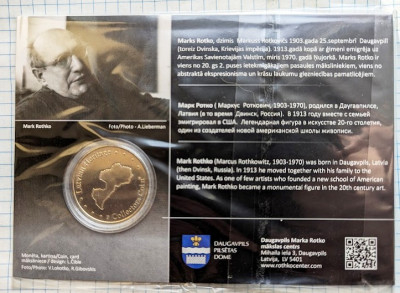 Marks Rotko, dzimis Markuss Rotkovičs 1903.gada 25.septembrī Daugavpilī
(toreiz Dvinska, Krievijas impērija). 1913.gadā kopā ar ģimeni emigrēja uz
Amerikas Savienotajām Valstīm, miris 1970. gadā Ņujorkā. Marks Rotko ir
viens no 20. gs 2. puses ietekmīgākajiem pasaules māksliniekiem, viens no
abstraktā ekspresionisma un krāsu laukumu glezniecības pamatlicējiem.
Марк Ротко ( Маркус Роткович, 1903-1970), родился в Даугавпилсе,
Латвии (в то время Двинск, Россия). В 1913 году вместе с семьей
эмигрировал в США. Легендарная фигура в искусстве 20-го столетия,
один из создателей новой американской школы живописи.
Mark Rothko (Marcus Rothkowitz, 1903-1970) was born in Daugavpils, Latvia
(then Dvinsk, Russia). In 1913 he moved together with his family to the
United States. As one of few artists who founded a new school of American
painting, Mark Rothko became a monumental figure in the 20th century art.
Mark Rothko
Foto/Photo - A.Lieberman
Latvian Heritage
Collectors Coin
DAUGAVPILS
PILSĒTAS
DOME
Daugavpils Marka Rotko
mākslas centrs
Mihaila iela 3, Daugavpils
Latvija, LV 5401
www.rothkocenter.com